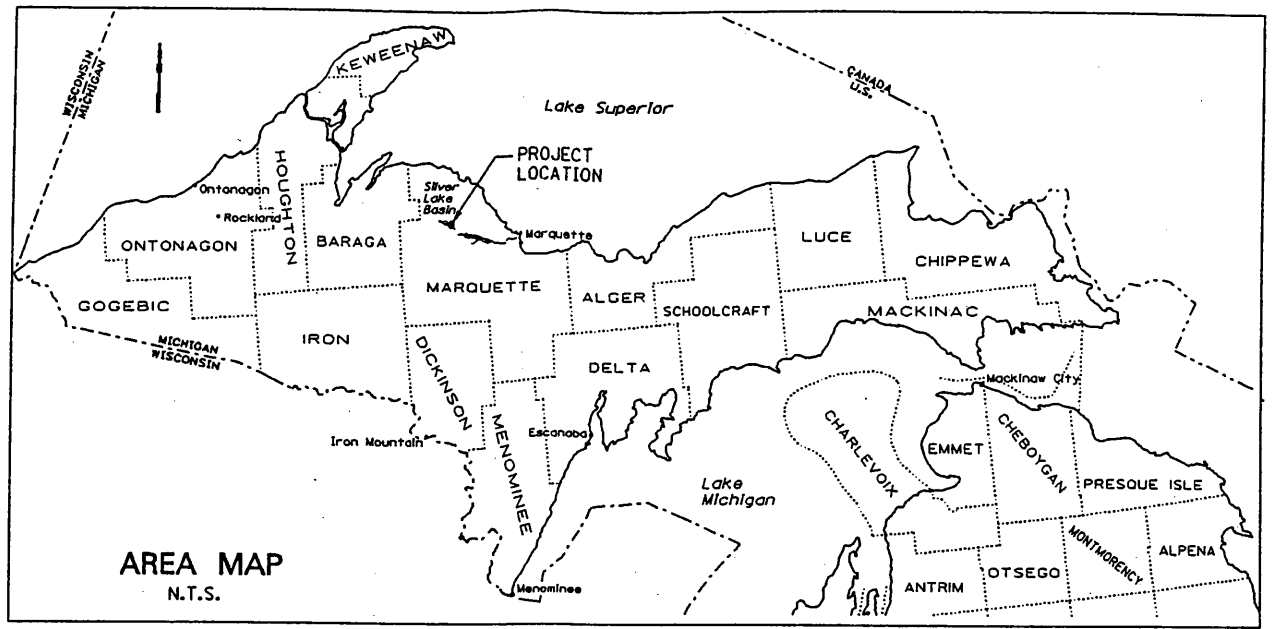 KEWEENAW
WISCONSIN
MICHIGAN
CANADA
U.S.
Lake Superior
PROJECT
LOCATION
HOUGHTON
Ontonagon
Silver
Lake
Basin
Rockland
Marquette
ONTONAGON
BARAGA
LUCE
CHIPPEWA
GOGEBIC
MARQUETTE
ALGER
SCHOOLCRAFT
MACKINAC
IRON
MICHIGAN
WISCONSIN
DICKINSON
DELTA
Mackinaw City
MENOMINEE
Escanaba
Iron Mountain
CHARLEVOIX
EMMET
CHEBOYGAN
Lake
Michigan
PRESQUE ISLE
AREA MAP
N.T.S.
MONTMORENCY
ALPENA
OTSEGO
ANTRIM
Menominee